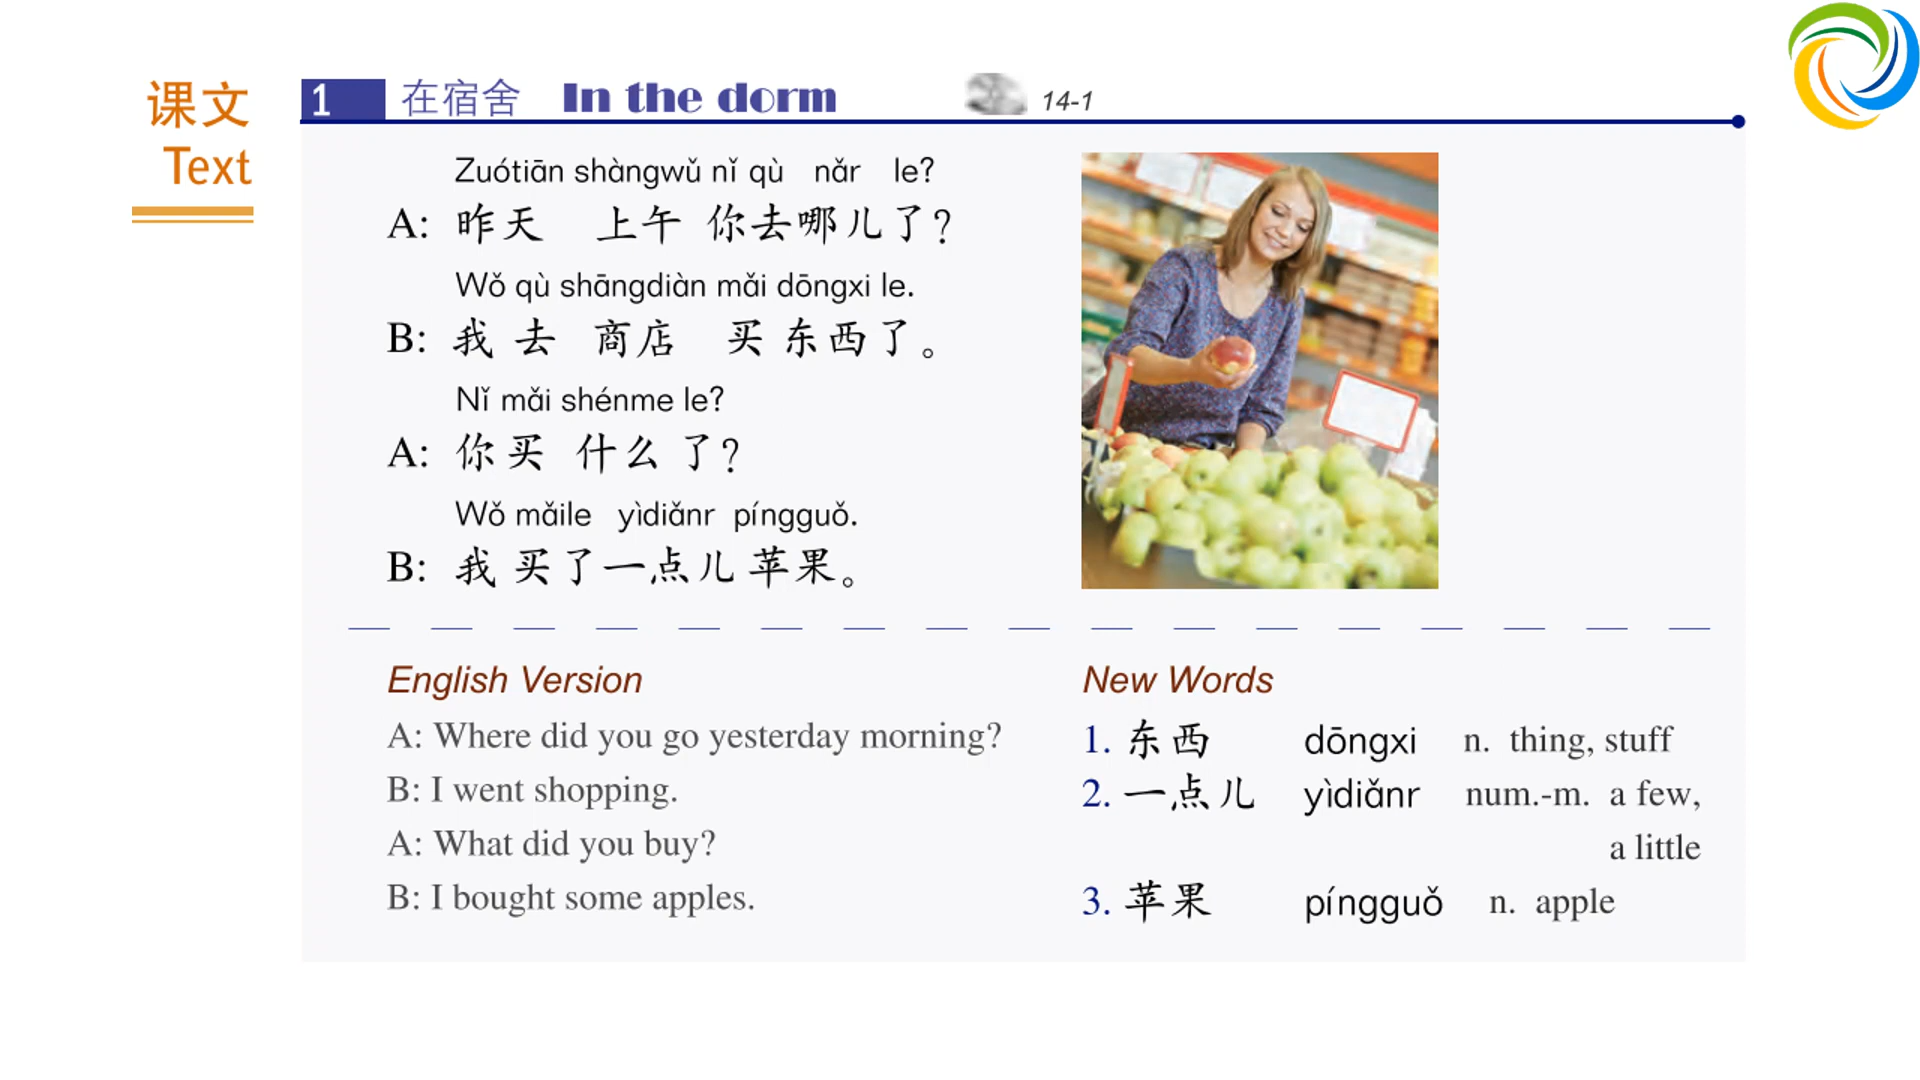 课文
Text
1 在宿舍 In the dorm 14-1
Zuótiān shàngwǔ nǐ qù nǎr le?
A: 昨天 上午 你去哪儿了?
Wǒ qù shāngdiàn mǎi dōngxi le.
B: 我 去 商店 买 东西了。
Nǐ mǎi shénme le?
A: 你买 什么 了?
Wǒ mǎile yìdiǎnr píngguǒ.
B: 我 买了一点儿 苹果。
English Version
A: Where did you go yesterday morning?
B: I went shopping.
A: What did you buy?
B: I bought some apples.
New Words
1. 东西 dōngxi n. thing, stuff
2. 一点儿 yìdiǎnr num.-m. a few,
a little
3. 苹果 píngguǒ n. apple